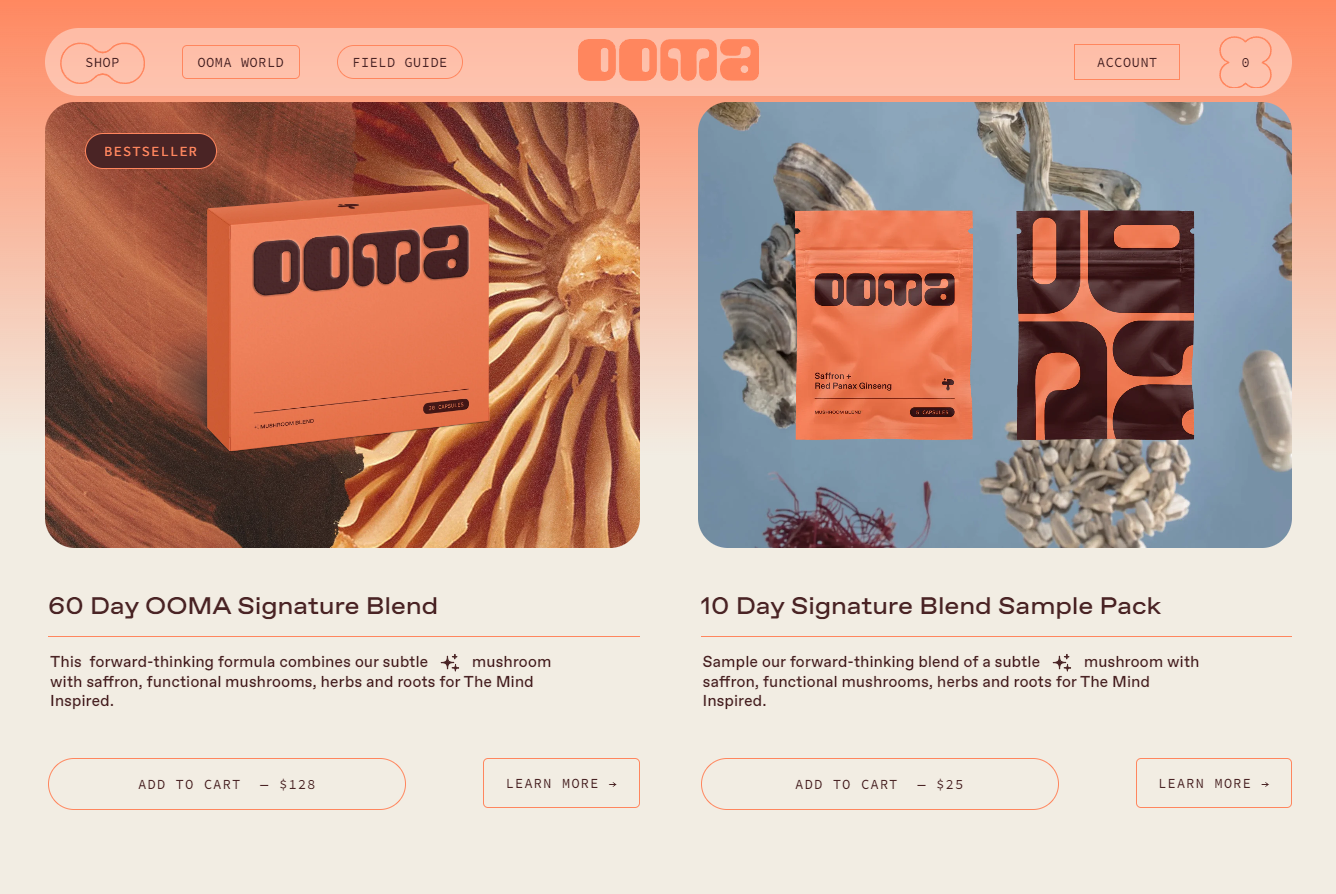 SHOP
OOMA WORLD
FIELD GUIDE
ooma
ACCOUNT
0
BESTSELLER
ooma
MUSHROOM BLEND
CAPSULES
ooma
Saffron +
Red Panax Ginseng
MUSHROOM BLEND
CAPSULES
60 Day OOMA Signature Blend
This forward-thinking formula combines our subtle mushroom
with saffron, functional mushrooms, herbs and roots for The Mind
Inspired.
ADD TO CART — $128
LEARN MORE →
10 Day Signature Blend Sample Pack
Sample our forward-thinking blend of a subtle mushroom with
saffron, functional mushrooms, herbs and roots for The Mind
Inspired.
ADD TO CART — $25
LEARN MORE →